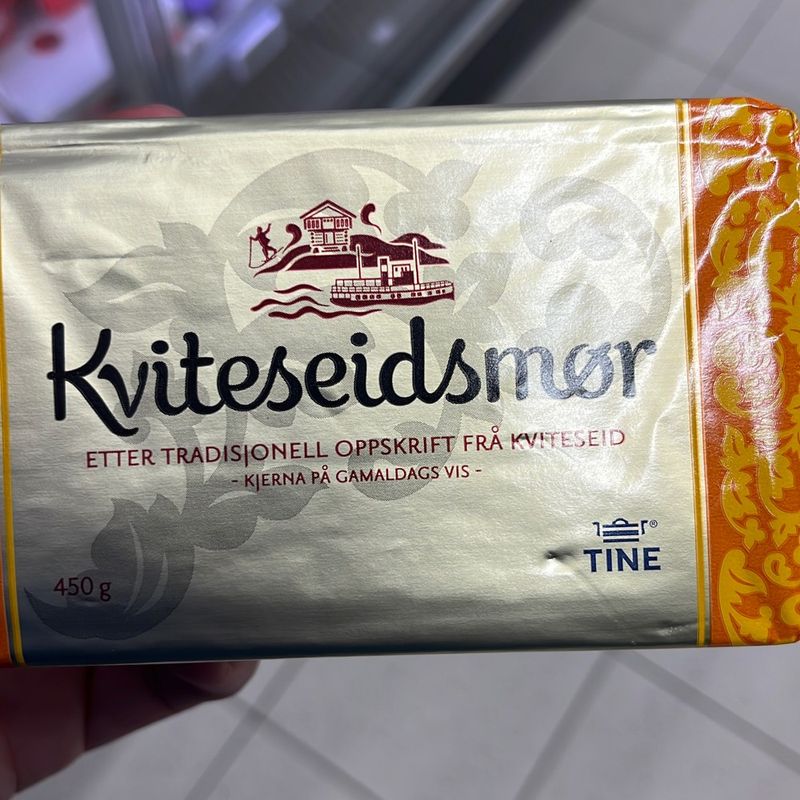 Kviteseidsmør
ETTER TRADISJONELL OPPSKRIFT FRÅ KVITESEID
- KJERNA PÅ GAMALDAGS VIS -
®
TINE
450 g